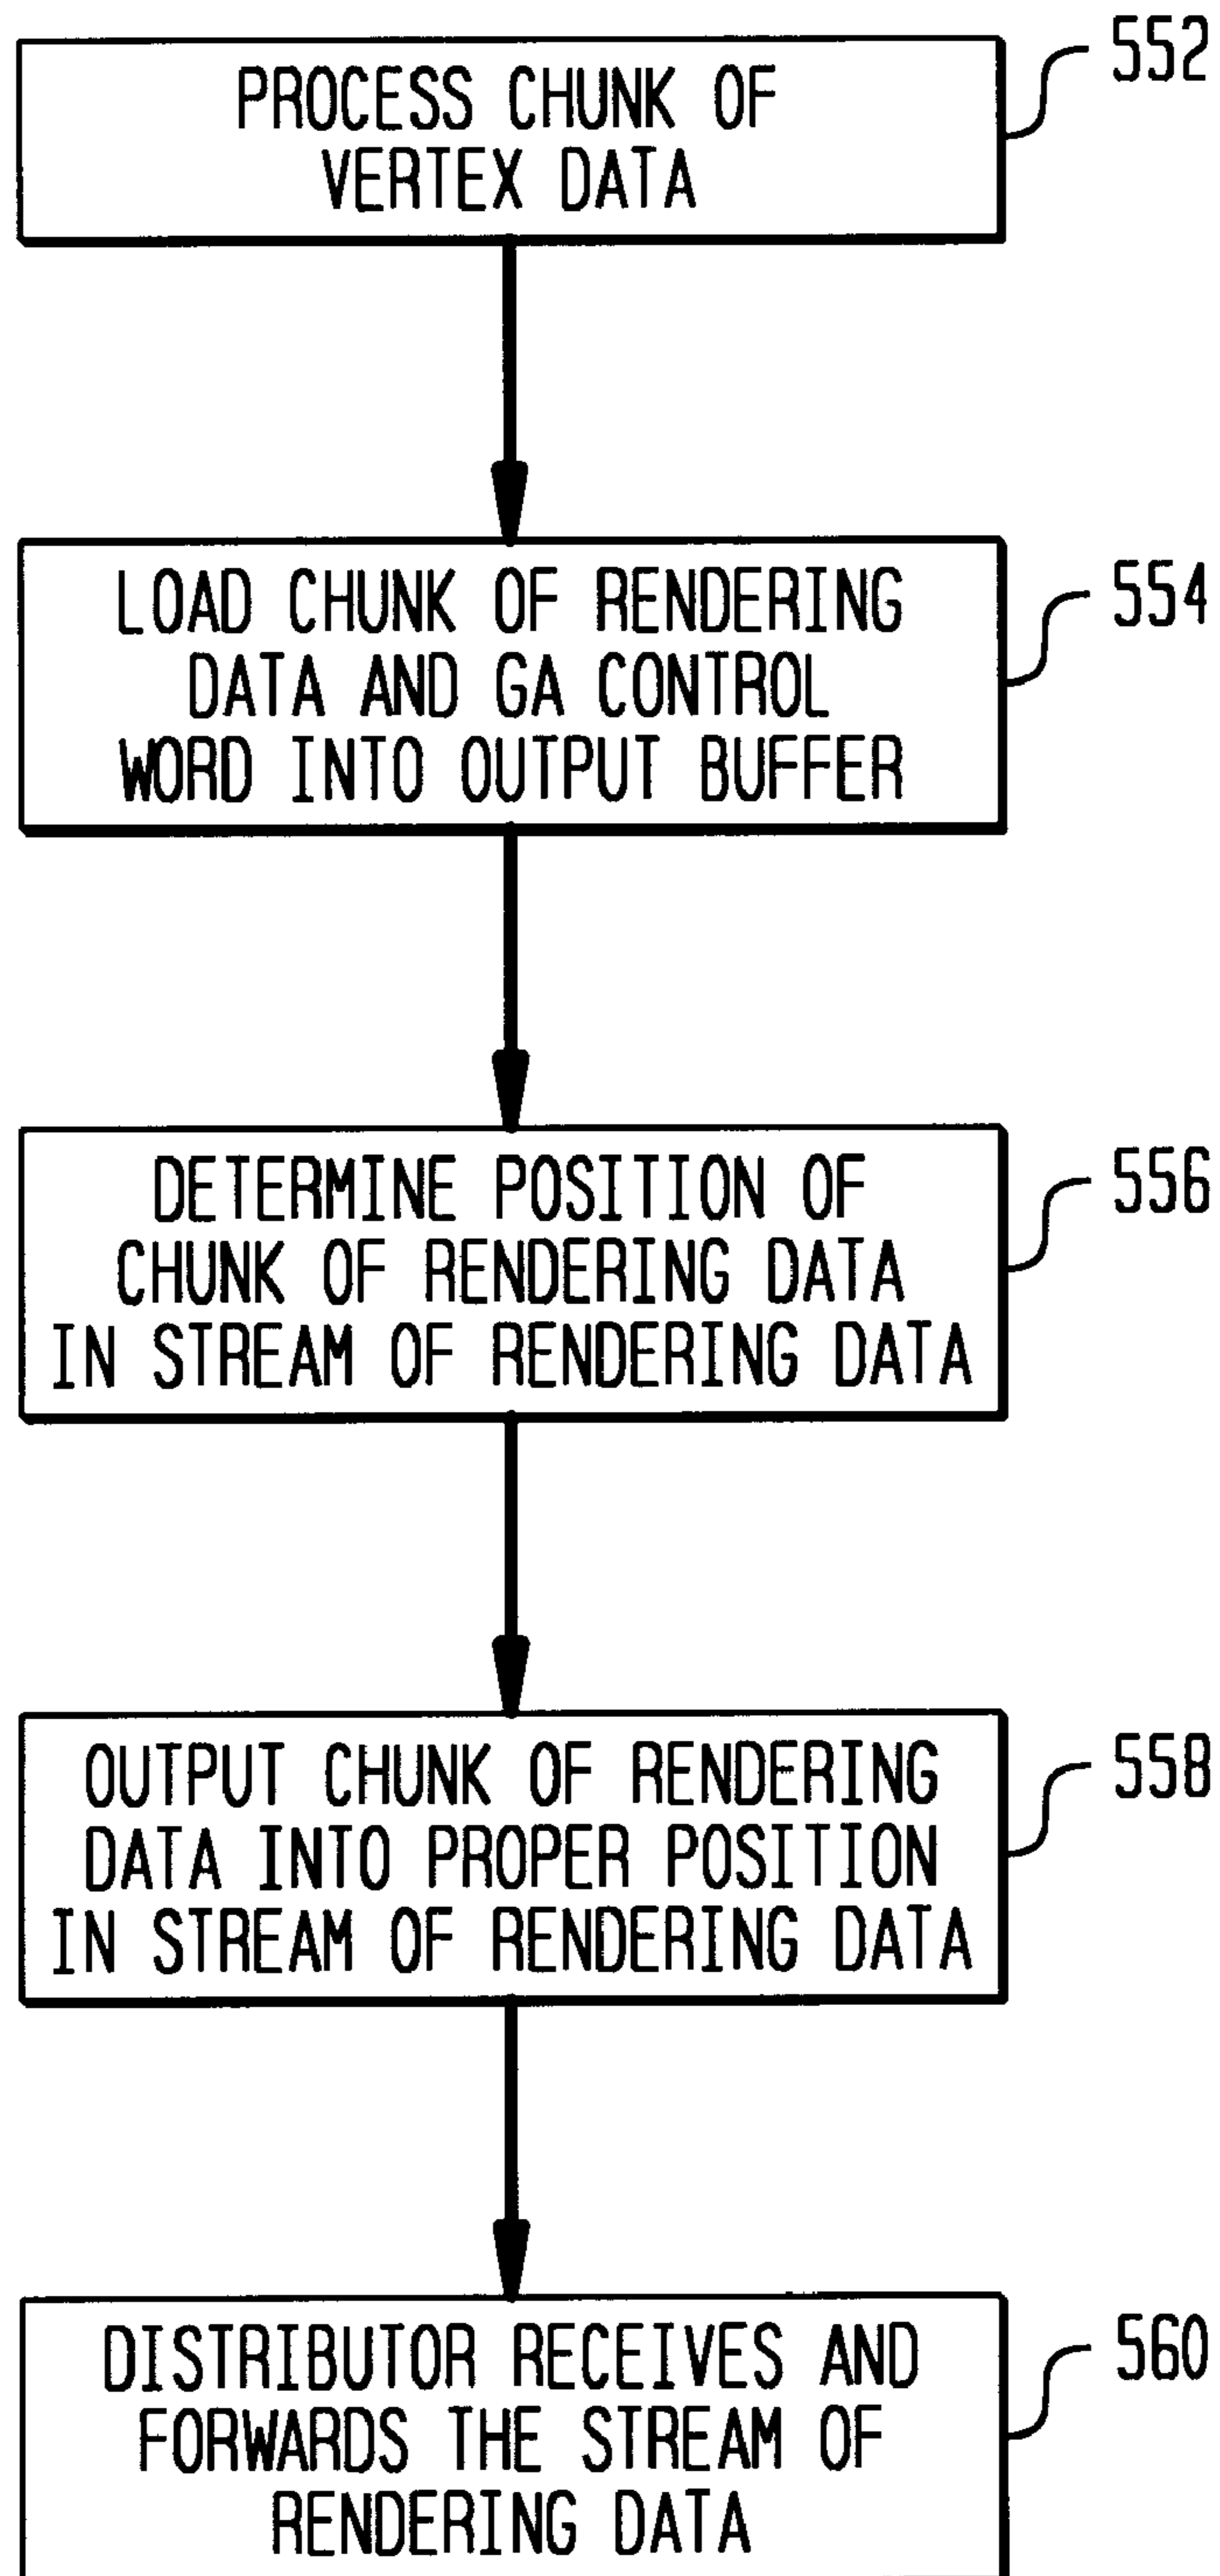 PROCESS CHUNK OF
VERTEX DATA
552
LOAD CHUNK OF RENDERING
DATA AND GA CONTROL
WORD INTO OUTPUT BUFFER
554
DETERMINE POSITION OF
CHUNK OF RENDERING DATA
IN STREAM OF RENDERING DATA
556
OUTPUT CHUNK OF RENDERING
DATA INTO PROPER POSITION
IN STREAM OF RENDERING DATA
558
DISTRIBUTOR RECEIVES AND
FORWARDS THE STREAM OF
RENDERING DATA
560